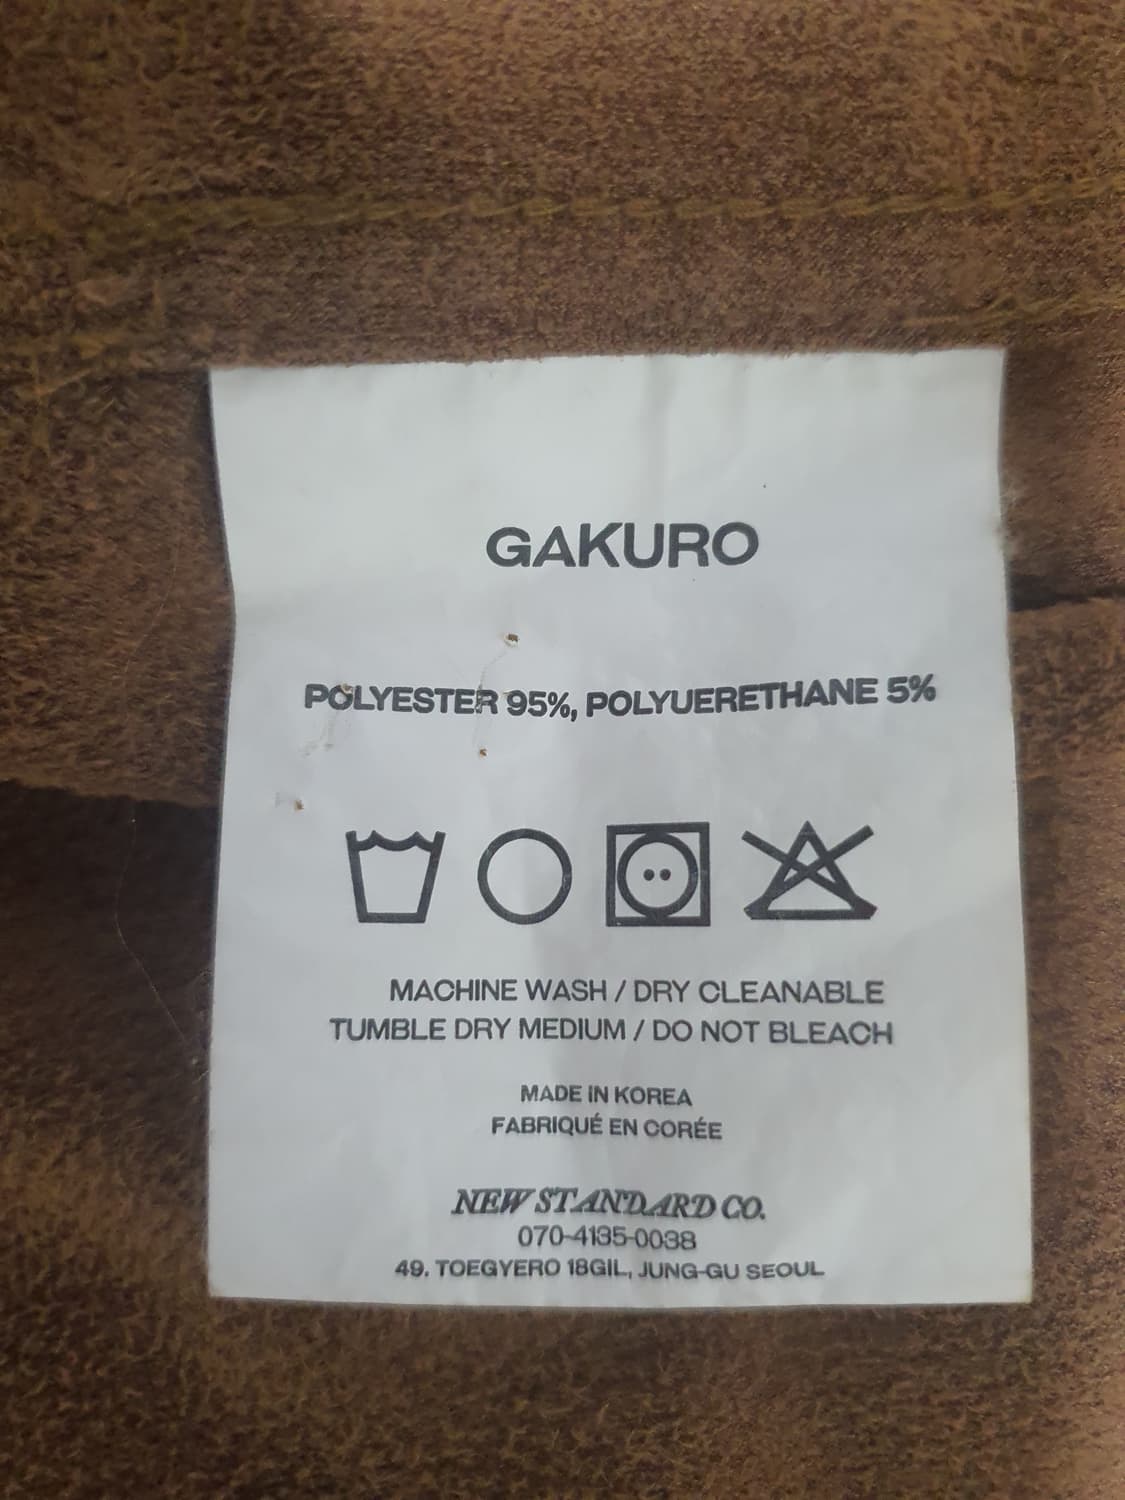 GAKURO
POLYESTER 95%, POLYUERETHANE 5%
MACHINE WASH / DRY CLEANABLE
TUMBLE DRY MEDIUM / DO NOT BLEACH
MADE IN KOREA
FABRIQUÉ EN CORÉE
NEW STANDARD CO.
070-4135-0038
49. TOEGYERO 18GIL, JUNG-GU SEOUL